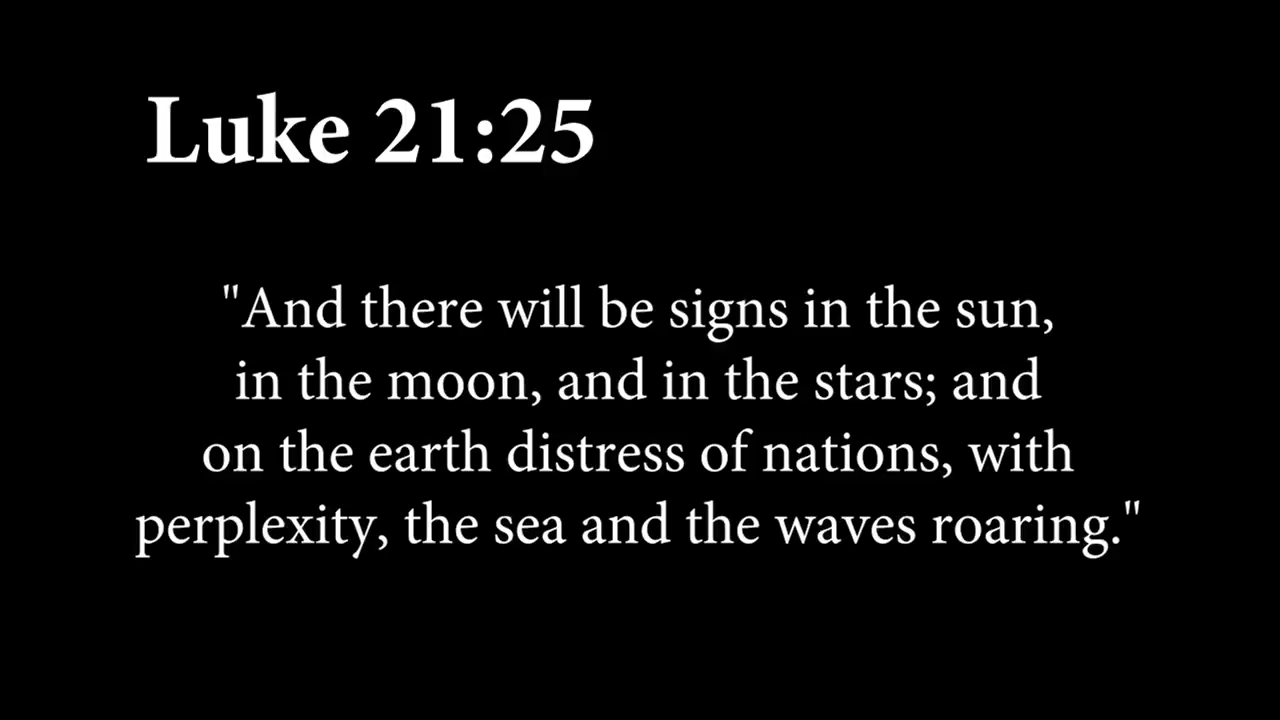 Luke 21:25
"And there will be signs in the sun,
in the moon, and in the stars; and
on the earth distress of nations, with
perplexity, the sea and the waves roaring."